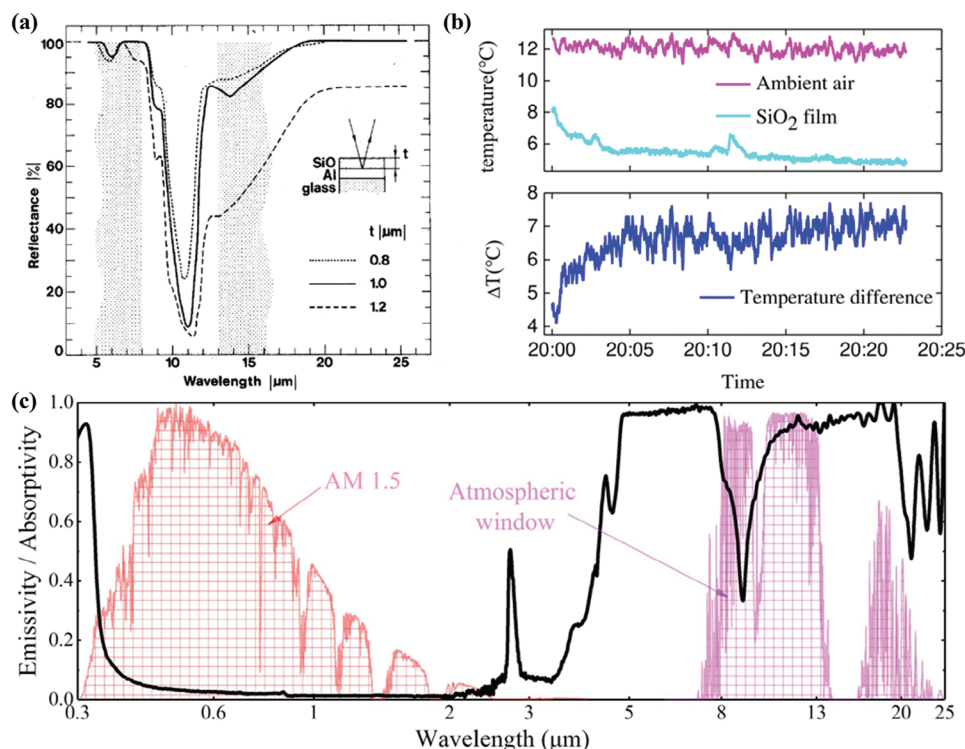 (a)
100
80
60
40
20
0
Reflectance |%|
5
10
15
20
25
Wavelength |µm|
SiO
Al
glass
t
t |µm|
0.8
1.0
1.2
(b)
temperature(°C)
12
9
6
Ambient air
SiO2 film
ΔT(°C)
8
7
6
5
4
Temperature difference
20:00
20:05
20:11
20:15
20:22
20:25
Time
(c)
Emissivity / Absorptivity
1.0
0.8
0.6
0.4
0.2
0.0
AM 1.5
Atmospheric
window
0.3
0.6
1
2
3
5
8
13
20
25
Wavelength (µm)